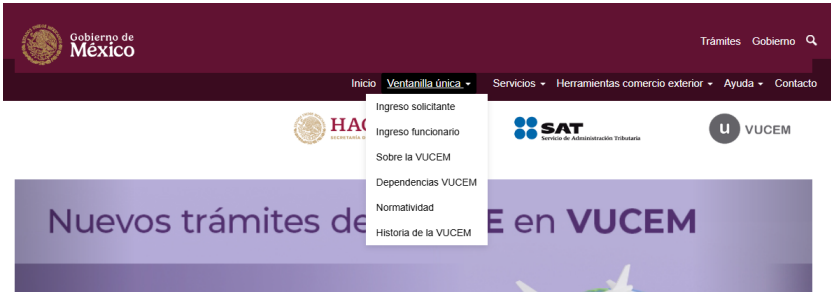 Gobierno de
México
Trámites Gobierno
Inicio Ventanilla única Servicios Herramientas comercio exterior Ayuda Contacto
Ingreso solicitante
Ingreso funcionario
Sobre la VUCEM
Dependencias VUCEM
Normatividad
Historia de la VUCEM
HAC
SAT
Servicio de Administración Tributaria
u VUCEM
Nuevos trámites de E en VUCEM